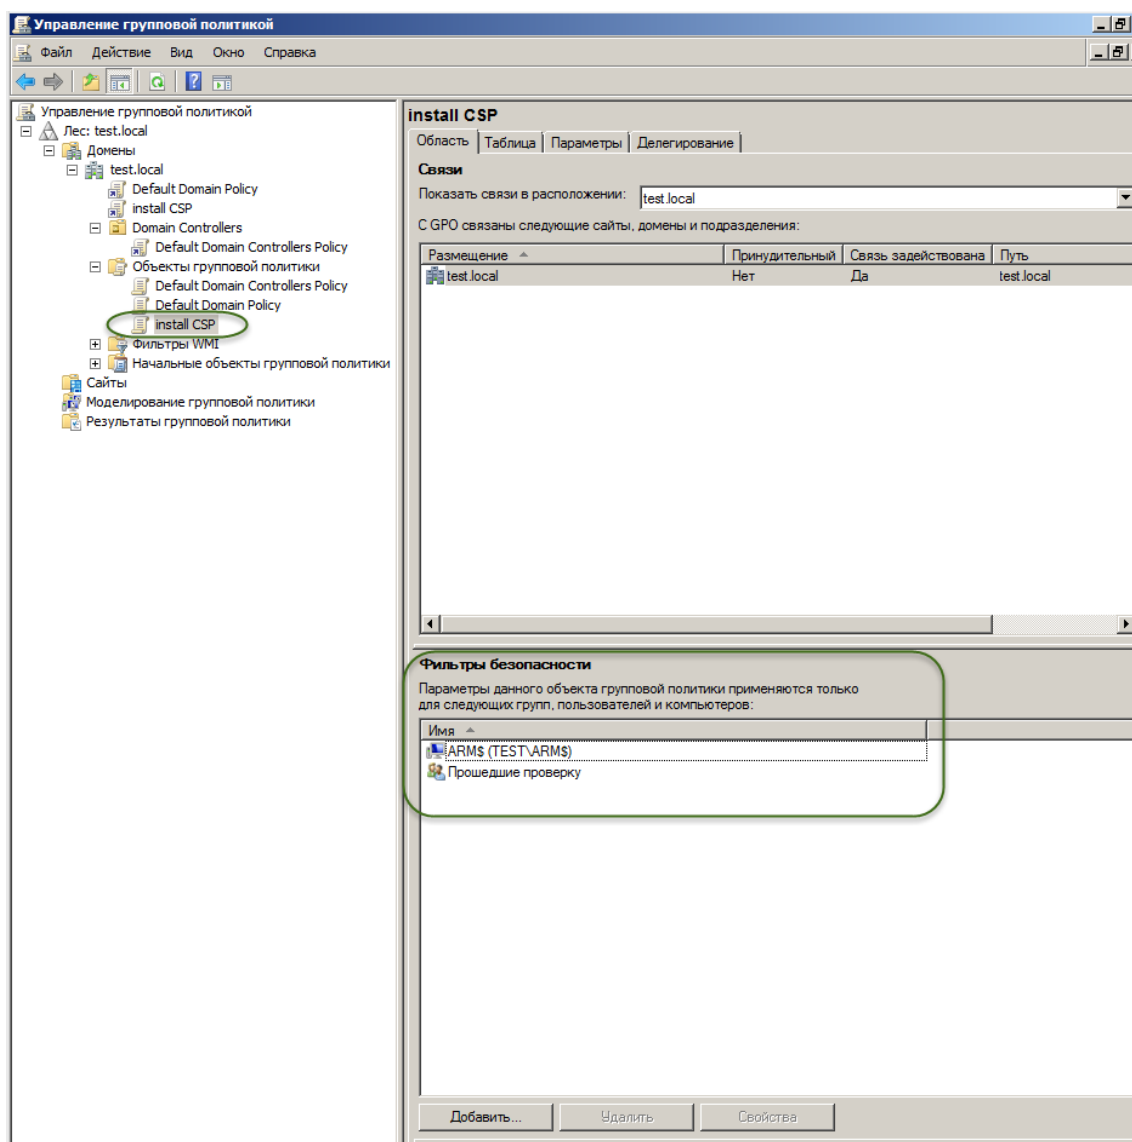 Управление групповой политикой
Файл Действие Вид Окно Справка
Управление групповой политикой
Лес: test.local
Домены
test.local
Default Domain Policy
install CSP
Domain Controllers
Default Domain Controllers Policy
Объекты групповой политики
Default Domain Controllers Policy
Default Domain Policy
install CSP
Фильтры WMI
Начальные объекты групповой политики
Сайты
Моделирование групповой политики
Результаты групповой политики
install CSP
Область Таблица Параметры Делегирование
Связи
Показать связи в расположении: test.local
С GPO связаны следующие сайты, домены и подразделения:
Размещение Принудительный Связь задействована Путь
test.local Нет Да test.local
Фильтры безопасности
Параметры данного объекта групповой политики применяются только
для следующих групп, пользователей и компьютеров:
Имя
ARM$ (TEST\ARM$)
Прошедшие проверку
Добавить... Удалить Свойства